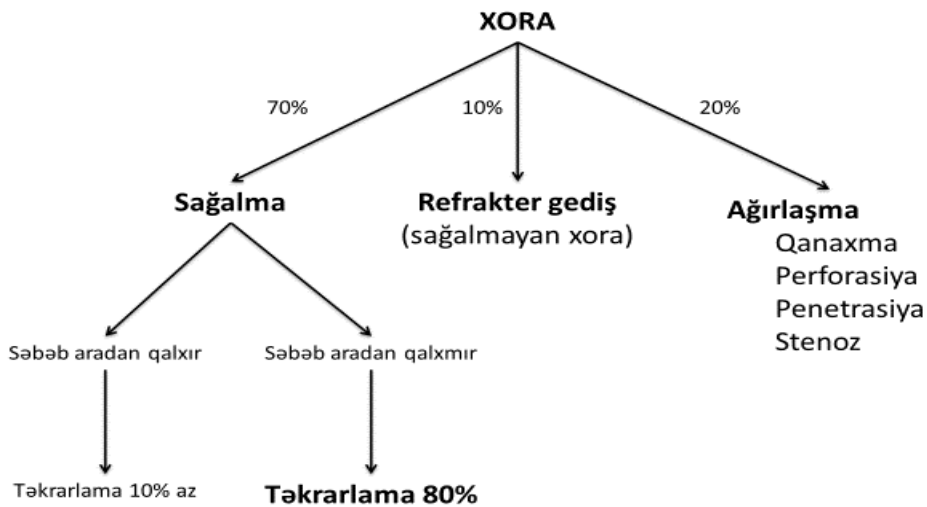 XORA
70%
10%
20%
Sağalma
Refrakter gediş
(sağalmayan xora)
Ağırlaşma
Qanaxma
Perforasiya
Penetrasiya
Stenoz
Səbəb aradan qalxır
Səbəb aradan qalxmır
Təkrarlama 10% az
Təkrarlama 80%